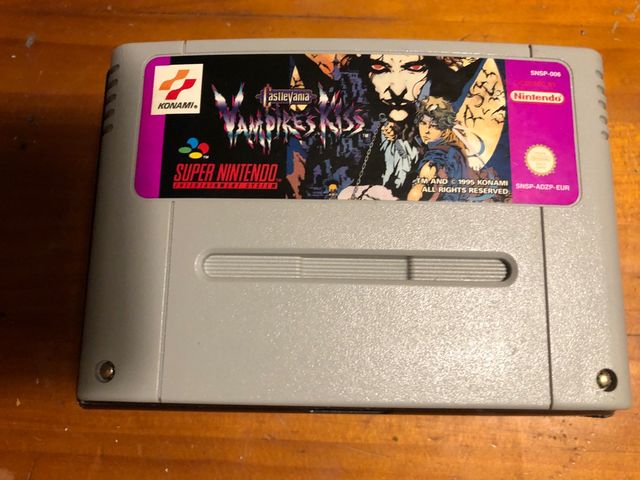 KONAMI®
Castlevania
VAMPIRE'S KISS™
SUPER NINTENDO
ENTERTAINMENT SYSTEM
SNSP-006
Nintendo
TM AND © 1995 KONAMI
ALL RIGHTS RESERVED
SNSP-ADZP-EUR